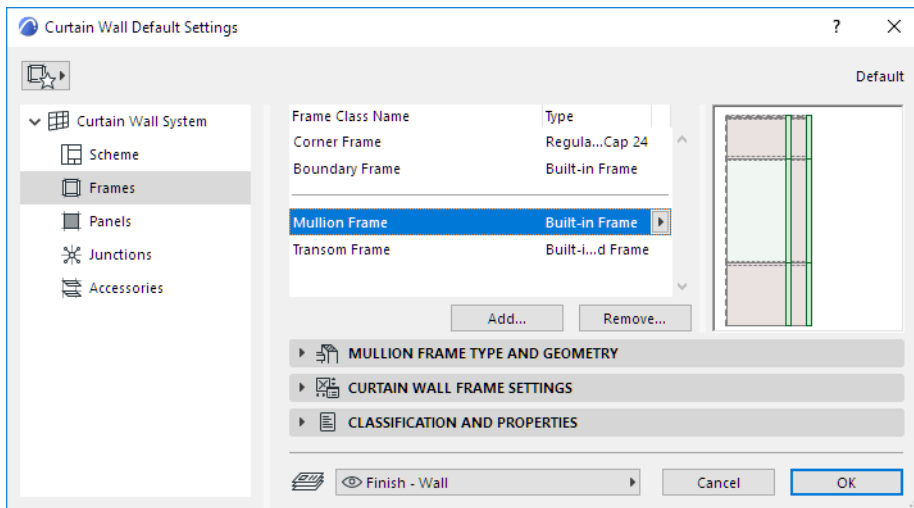 Curtain Wall Default Settings
?
Default
Curtain Wall System
Scheme
Frames
Panels
Junctions
Accessories
Frame Class Name Type
Corner Frame Regula...Cap 24
Boundary Frame Built-in Frame
Mullion Frame Built-in Frame
Transom Frame Built-i...d Frame
Add... Remove...
MULLION FRAME TYPE AND GEOMETRY
CURTAIN WALL FRAME SETTINGS
CLASSIFICATION AND PROPERTIES
Finish - Wall Cancel OK